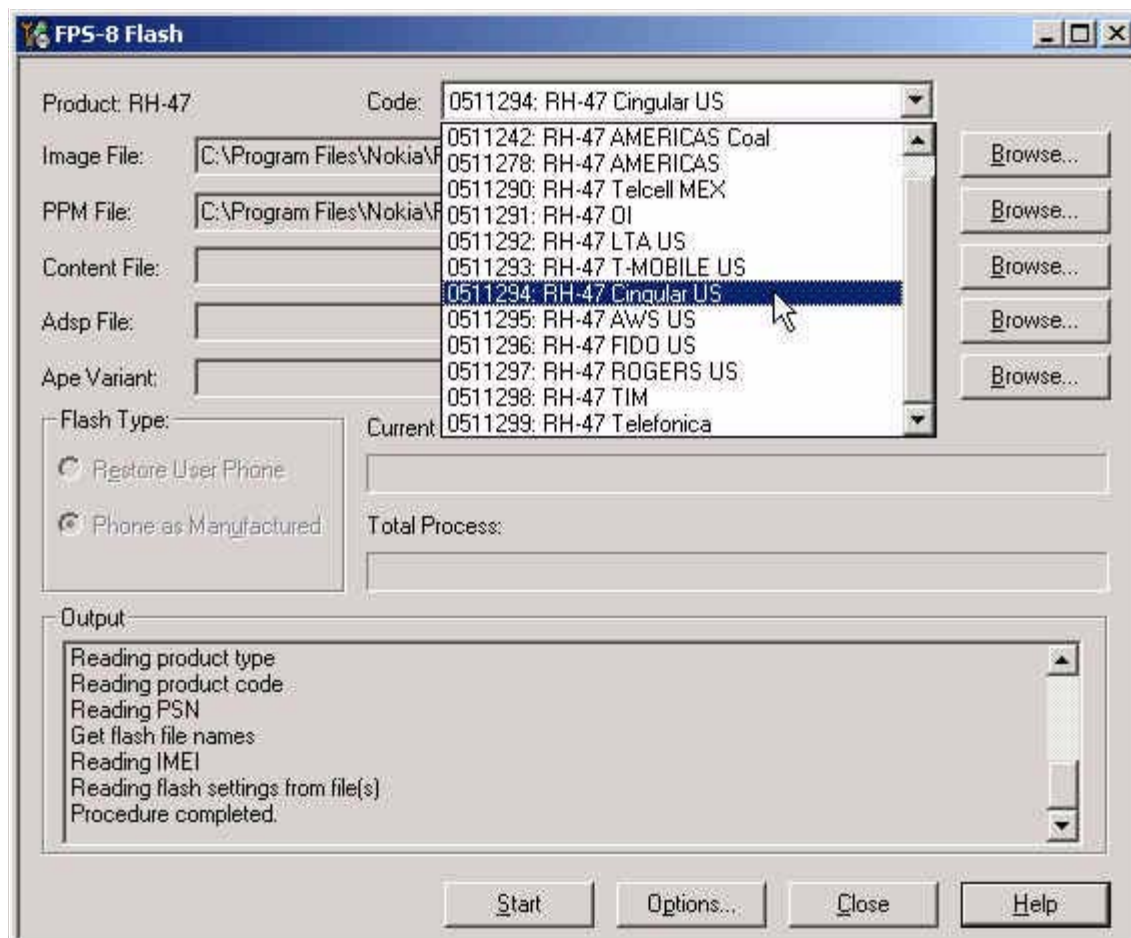 FPS-8 Flash
Product: RH-47
Code: 0511294: RH-47 Cingular US
0511242: RH-47 AMERICAS Coal
0511278: RH-47 AMERICAS
0511290: RH-47 Telcell MEX
0511291: RH-47 OI
0511292: RH-47 LTA US
0511293: RH-47 T-MOBILE US
0511294: RH-47 Cingular US
0511295: RH-47 AWS US
0511296: RH-47 FIDO US
0511297: RH-47 ROGERS US
0511298: RH-47 TIM
0511299: RH-47 Telefonica
Image File: C:\Program Files\Nokia\ Browse...
PPM File: C:\Program Files\Nokia\ Browse...
Content File: Browse...
Adsp File: Browse...
Ape Variant: Browse...
Flash Type:
Restore User Phone
Phone as Manufactured
Current
Total Process:
Output
Reading product type
Reading product code
Reading PSN
Get flash file names
Reading IMEI
Reading flash settings from file(s)
Procedure completed.
Start Options... Close Help